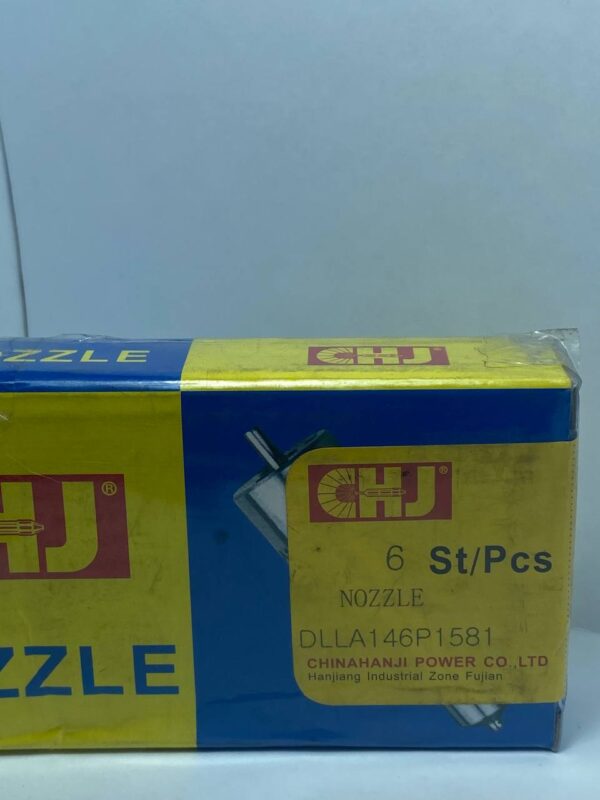 OZZLE
CHJ
HJ®
ZZLE
CHJ®
6 St/Pcs
NOZZLE
DLLA146P1581
CHINAHANJI POWER CO.,LTD
Hanjiang Industrial Zone Fujian